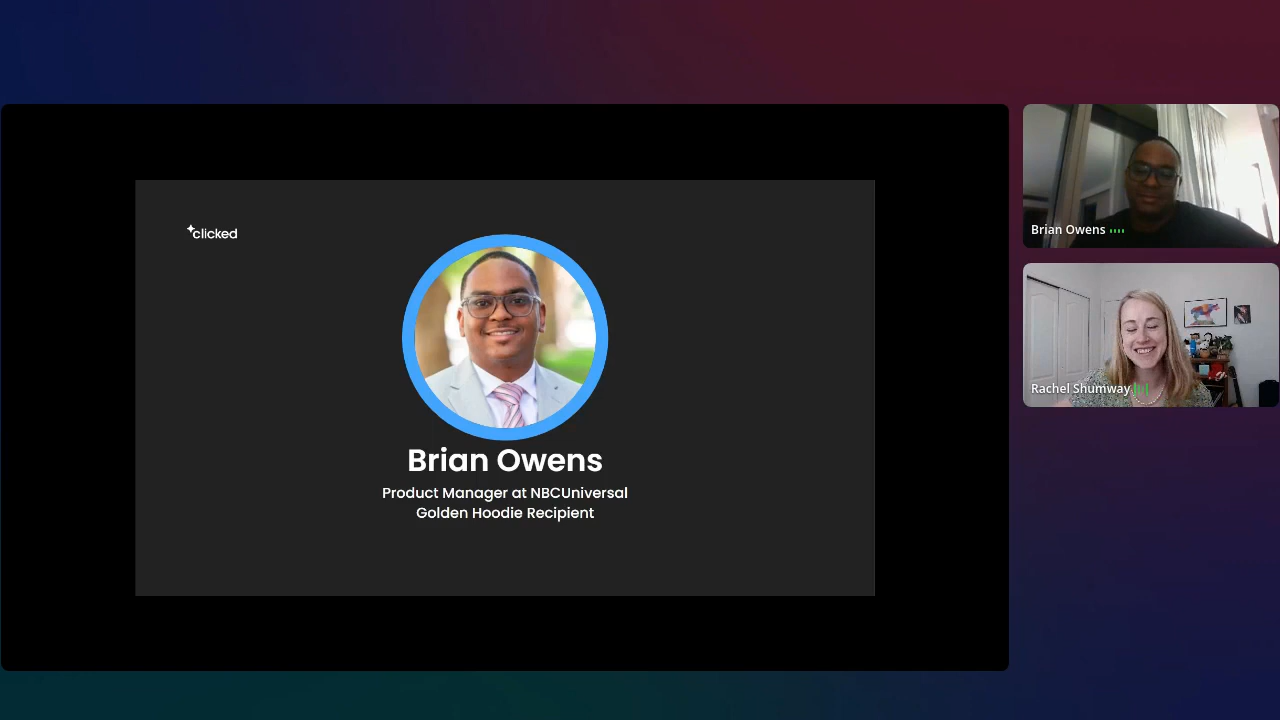 clicked
Brian Owens
Product Manager at NBCUniversal
Golden Hoodie Recipient
Brian Owens
Rachel Shumway